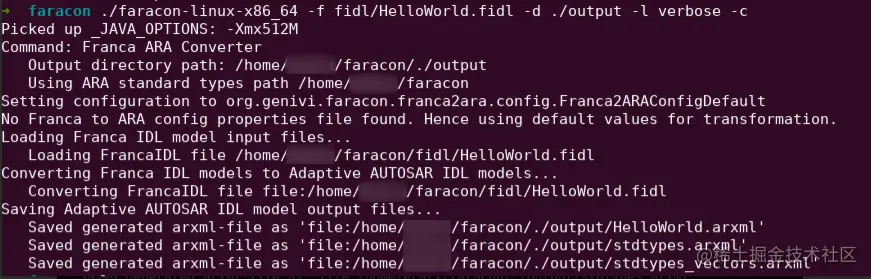 ➜ faracon ./faracon-linux-x86_64 -f fidl/HelloWorld.fidl -d ./output -l verbose -c
Picked up _JAVA_OPTIONS: -Xmx512M
Command: Franca ARA Converter
Output directory path: /home/ /faracon/./output
Using ARA standard types path /home/ /faracon
Setting configuration to org.genivi.faracon.franca2ara.config.Franca2ARAConfigDefault
No Franca to ARA config properties file found. Hence using default values for transformation.
Loading Franca IDL model input files...
Loading FrancaIDL file /home/ /faracon/fidl/HelloWorld.fidl
Converting Franca IDL models to Adaptive AUTOSAR IDL models...
Converting FrancaIDL file file:/home/ /faracon/fidl/HelloWorld.fidl
Saving Adaptive AUTOSAR IDL model output files...
Saved generated arxml-file as 'file:/home/ /faracon/./output/HelloWorld.arxml'
Saved generated arxml-file as 'file:/home/ /faracon/./output/stdtypes.arxml'
Saved generated arxml-file as 'file:/home/ /faracon/./output/stdtypes_vectors.arxml'
@稀土掘金技术社区